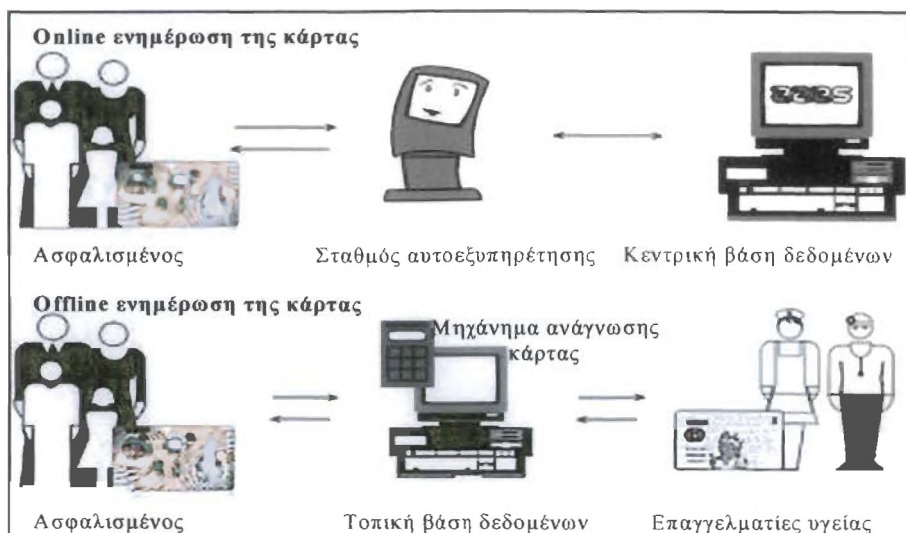 Online ενημέρωση της κάρτας
Ασφαλισμένος
Σταθμός αυτοεξυπηρέτησης
Κεντρική βάση δεδομένων
Offline ενημέρωση της κάρτας
Μηχάνημα ανάγνωσης
κάρτας
Ασφαλισμένος
Τοπική βάση δεδομένων
Επαγγελματίες υγείας